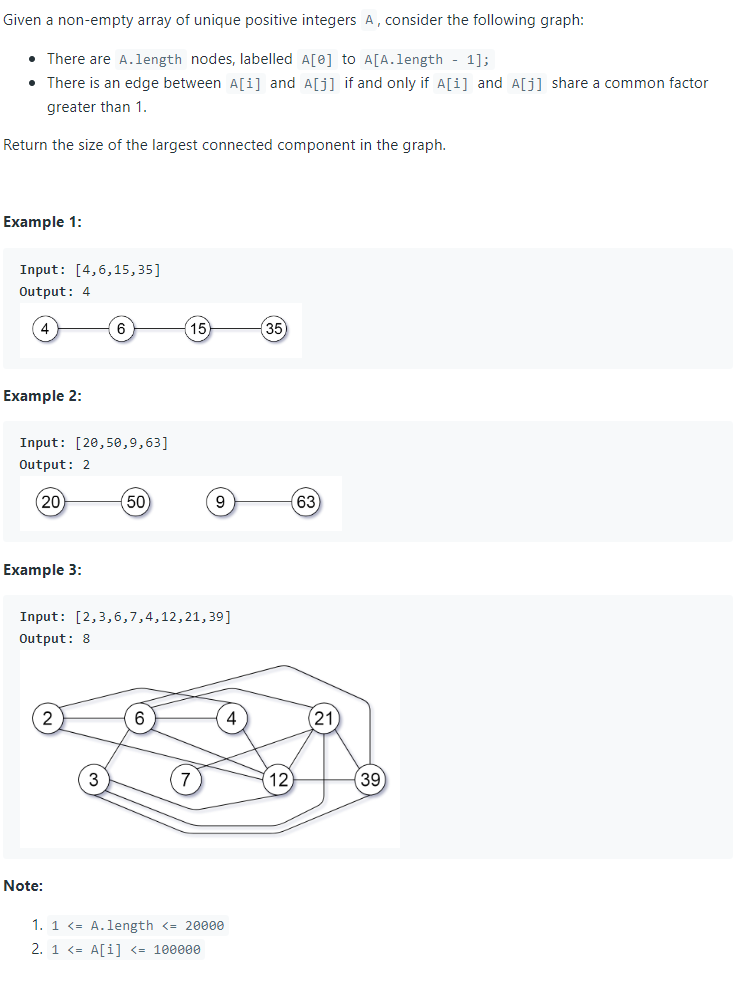 Given a non-empty array of unique positive integers A, consider the following graph:
• There are A.length nodes, labelled A[0] to A[A.length - 1];
• There is an edge between A[i] and A[j] if and only if A[i] and A[j] share a common factor
greater than 1.
Return the size of the largest connected component in the graph.
Example 1:
Input: [4,6,15,35]
Output: 4
4 6 15 35
Example 2:
Input: [20,50,9,63]
Output: 2
20 50 9 63
Example 3:
Input: [2,3,6,7,4,12,21,39]
Output: 8
2 6 4 21
3 7 12 39
Note:
1. 1 <= A.length <= 20000
2. 1 <= A[i] <= 100000